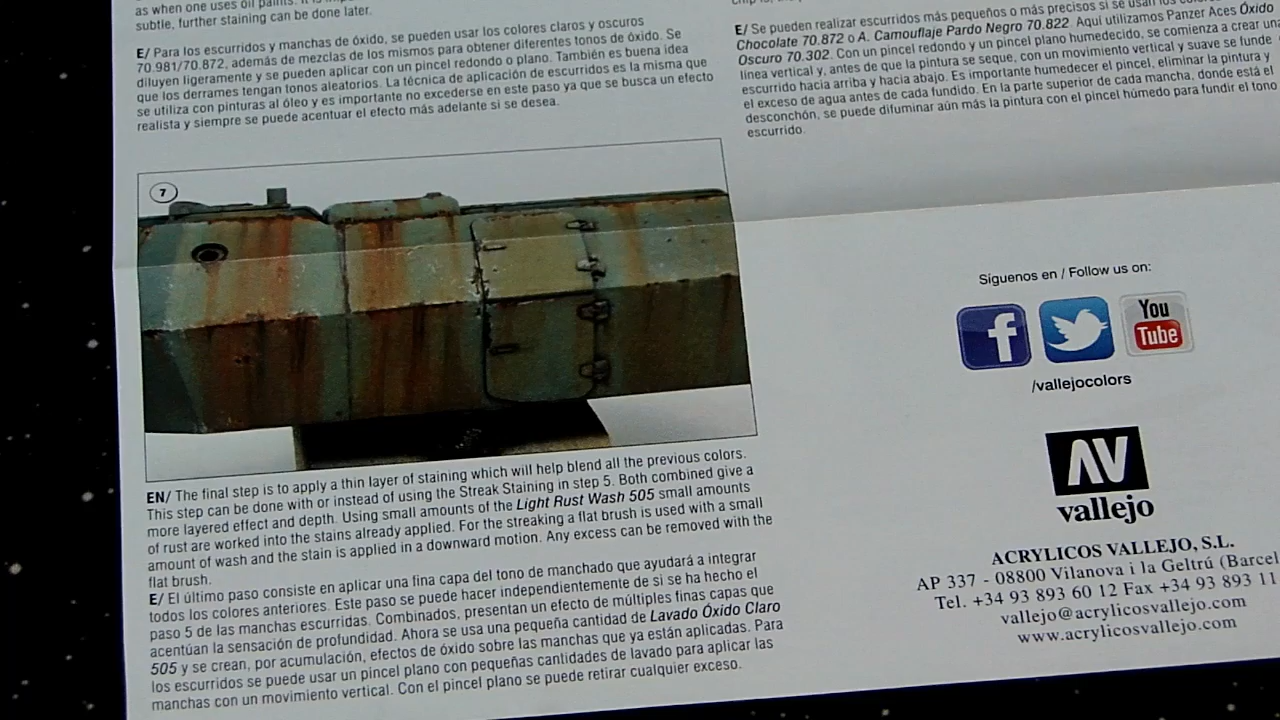 as when one uses oil paints. It is
subtle, further staining can be done later.
E/ Para los escurridos y manchas de óxido, se pueden usar los colores claros y oscuros
70.981/70.872, además de mezclas de los mismos para obtener diferentes tonos de óxido. Se
diluyen ligeramente y se pueden aplicar con un pincel redondo o plano. También es buena idea
que los derrames tengan tonos aleatorios. La técnica de aplicación de escurridos es la misma que
se utiliza con pinturas al óleo y es importante no excederse en este paso ya que se busca un efecto
realista y siempre se puede acentuar el efecto más adelante si se desea.
7
EN/ The final step is to apply a thin layer of staining which will help blend all the previous colors.
This step can be done with or instead of using the Streak Staining in step 5. Both combined give a
more layered effect and depth. Using small amounts of the Light Rust Wash 505 small amounts
of rust are worked into the stains already applied. For the streaking a flat brush is used with a small
amount of wash and the stain is applied in a downward motion. Any excess can be removed with the
flat brush.
E/ El último paso consiste en aplicar una fina capa del tono de manchado que ayudará a integrar
todos los colores anteriores. Este paso se puede hacer independientemente de si se ha hecho el
paso 5 de las manchas escurridas. Combinados, presentan un efecto de múltiples finas capas que
acentúan la sensación de profundidad. Ahora se usa una pequeña cantidad de Lavado Óxido Claro
505 y se crean, por acumulación, efectos de óxido sobre las manchas que ya están aplicadas. Para
los escurridos se puede usar un pincel plano con pequeñas cantidades de lavado para aplicar las
manchas con un movimiento vertical. Con el pincel plano se puede retirar cualquier exceso.
E/ Se pueden realizar escurridos más pequeños o más precisos si se usan los
Chocolate 70.872 o A. Camouflaje Pardo Negro 70.822. Aquí utilizamos Panzer Aces Óxido
Oscuro 70.302. Con un pincel redondo y un pincel plano humedecido, se comienza a crear un
línea vertical y, antes de que la pintura se seque, con un movimiento vertical y suave se funde
escurrido hacia arriba y hacia abajo. Es importante humedecer el pincel, eliminar la pintura y
el exceso de agua antes de cada fundido. En la parte superior de cada mancha, donde está el
desconchón, se puede difuminar aún más la pintura con el pincel húmedo para fundir el tono
escurrido.
Síguenos en / Follow us on:
f
You
Tube
/vallejocolors
AV
vallejo
ACRYLICOS VALLEJO, S.L.
AP 337 - 08800 Vilanova i la Geltrú (Barcel
Tel. +34 93 893 60 12 Fax +34 93 893 11
vallejo@acrylicosvallejo.com
www.acrylicosvallejo.com